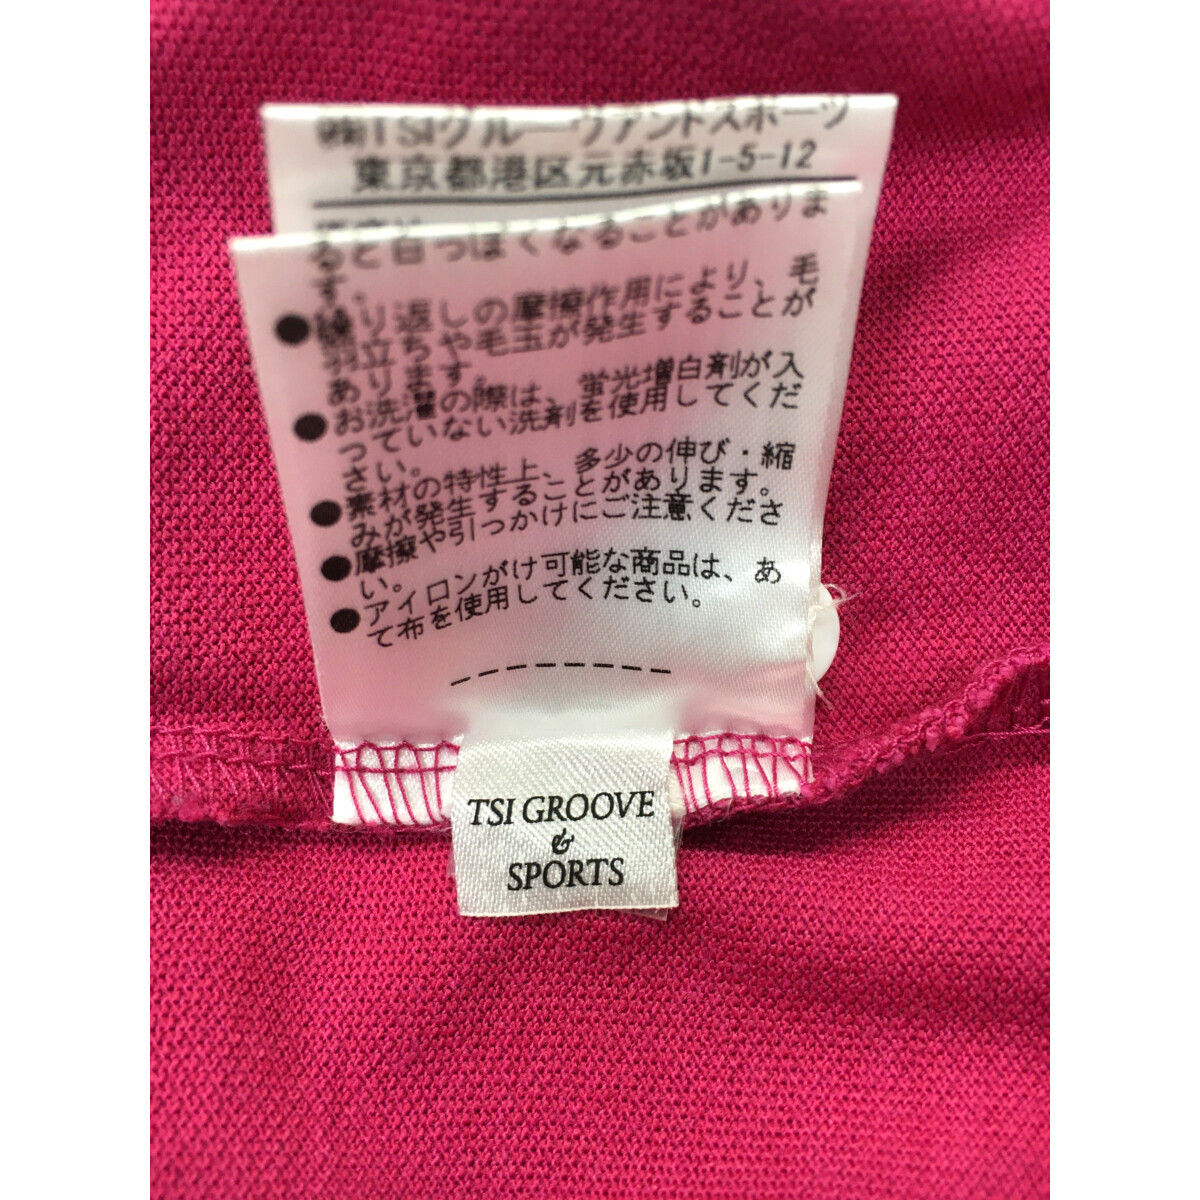 ㈱TSIグルーヴアンドスポーツ
東京都港区元赤坂1-5-12
ると白っぽくなることがありま
す。
●繰り返しの摩擦作用により、毛
羽立ちや毛玉が発生することが
あります。
●お洗濯の際は、蛍光増白剤が入
っていない洗剤を使用してくだ
さい。
●素材の特性上、多少の伸び・縮
みが発生することがあります。
●摩擦や引っかけにご注意くださ
い。
●アイロンがけ可能な商品は、あ
て布を使用してください。
TSI GROOVE
&
SPORTS